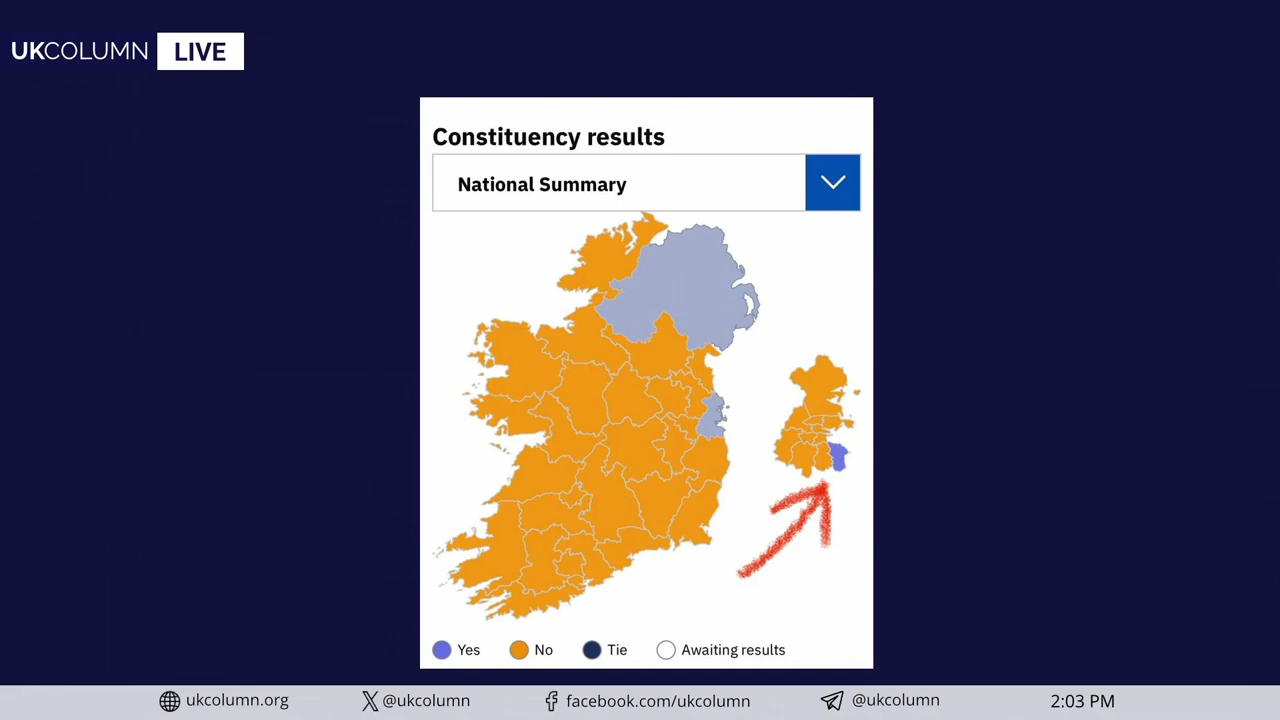 UKCOLUMN LIVE
Constituency results
National Summary
Yes No Tie Awaiting results
ukcolumn.org @ukcolumn facebook.com/ukcolumn @ukcolumn 2:03 PM